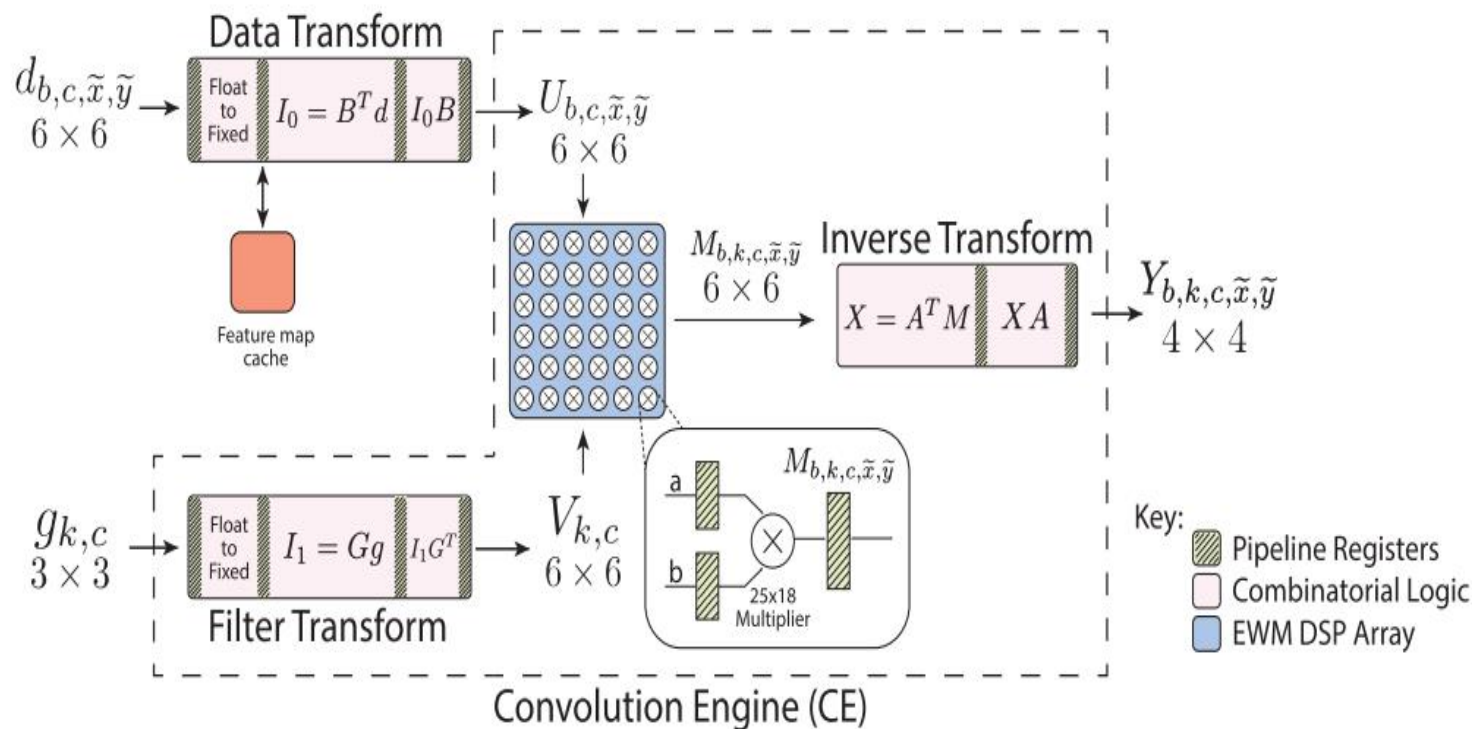 Data Transform
d_{b,c,x̃,ỹ}
6 × 6
Float
to
Fixed
I_0 = B^T d
I_0 B
U_{b,c,x̃,ỹ}
6 × 6
Feature map
cache
M_{b,k,c,x̃,ỹ}
6 × 6
Inverse Transform
X = A^T M
X A
Y_{b,k,c,x̃,ỹ}
4 × 4
g_{k,c}
3 × 3
Float
to
Fixed
I_1 = Gg
I_1 G^T
Filter Transform
V_{k,c}
6 × 6
a
b
M_{b,k,c,x̃,ỹ}
25x18
Multiplier
Key:
Pipeline Registers
Combinatorial Logic
EWM DSP Array
Convolution Engine (CE)